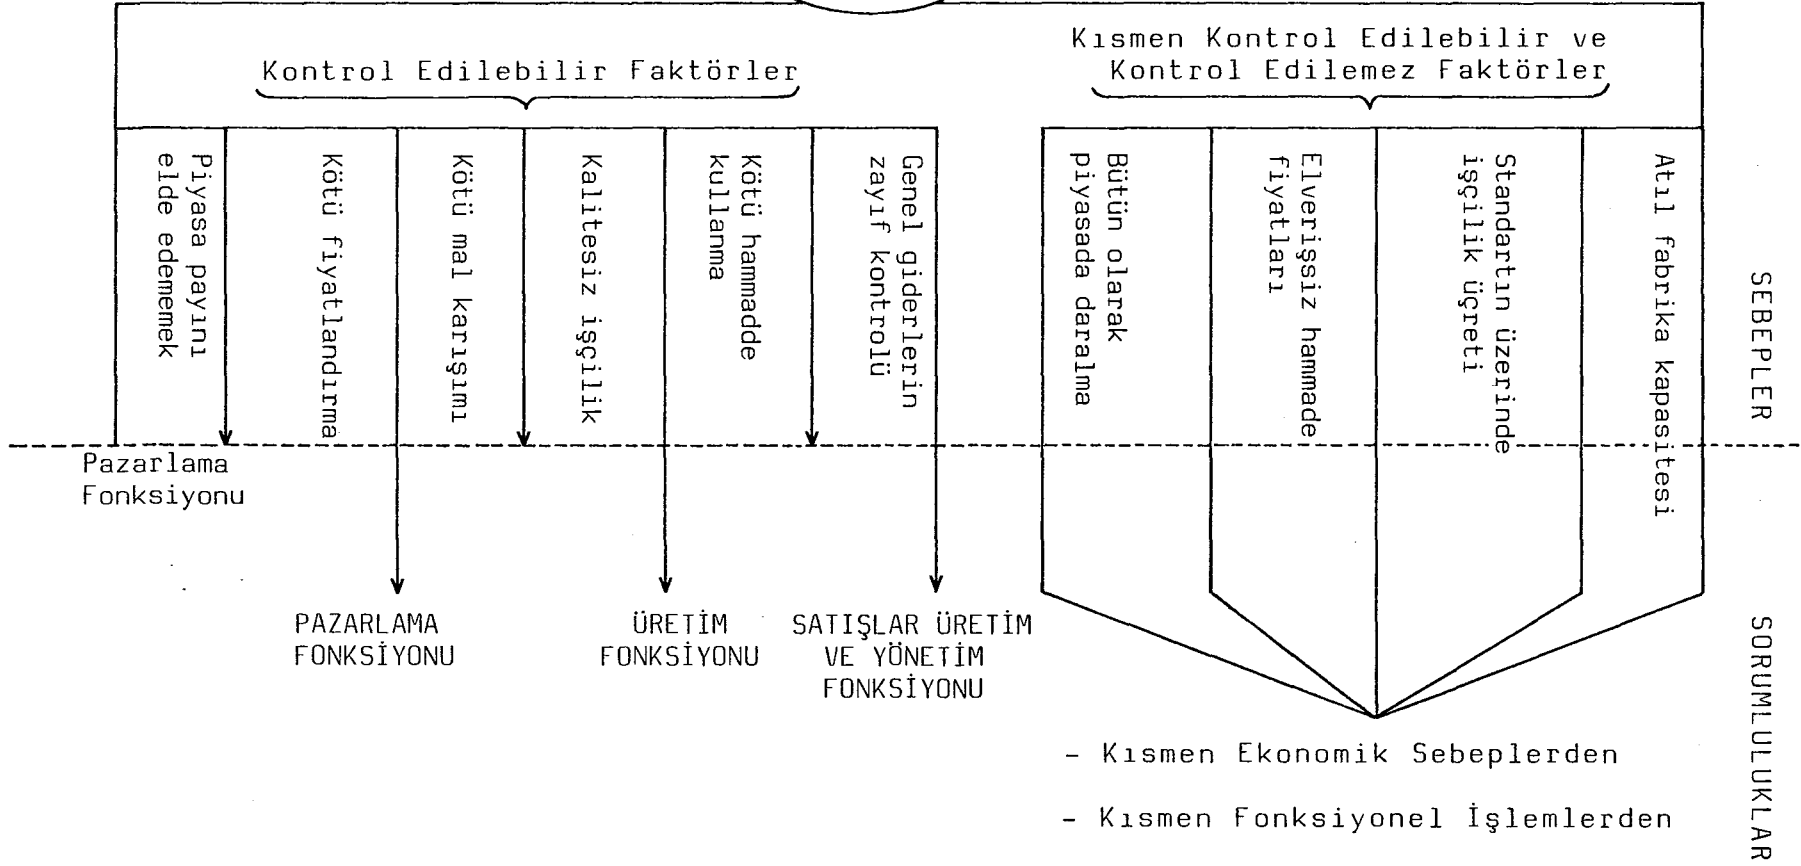 Kontrol Edilebilir Faktörler
Kısmen Kontrol Edilebilir ve
Kontrol Edilemez Faktörler
Piyasa payını
elde edememek
Kötü fiyatlandırma
Kötü mal karışımı
Kalitesiz işçilik
Kötü hammadde
kullanma
Genel giderlerin
zayıf kontrolü
Bütün olarak
piyasada daralma
Elverişsiz hammade
fiyatları
Standartın üzerinde
işçilik üçreti
Atıl fabrika kapasitesi
SEBEPLER
Pazarlama
Fonksiyonu
PAZARLAMA
FONKSİYONU
ÜRETİM
FONKSİYONU
SATIŞLAR ÜRETİM
VE YÖNETİM
FONKSİYONU
- Kısmen Ekonomik Sebeplerden
- Kısmen Fonksiyonel İşlemlerden
SORUMLULUKLAR